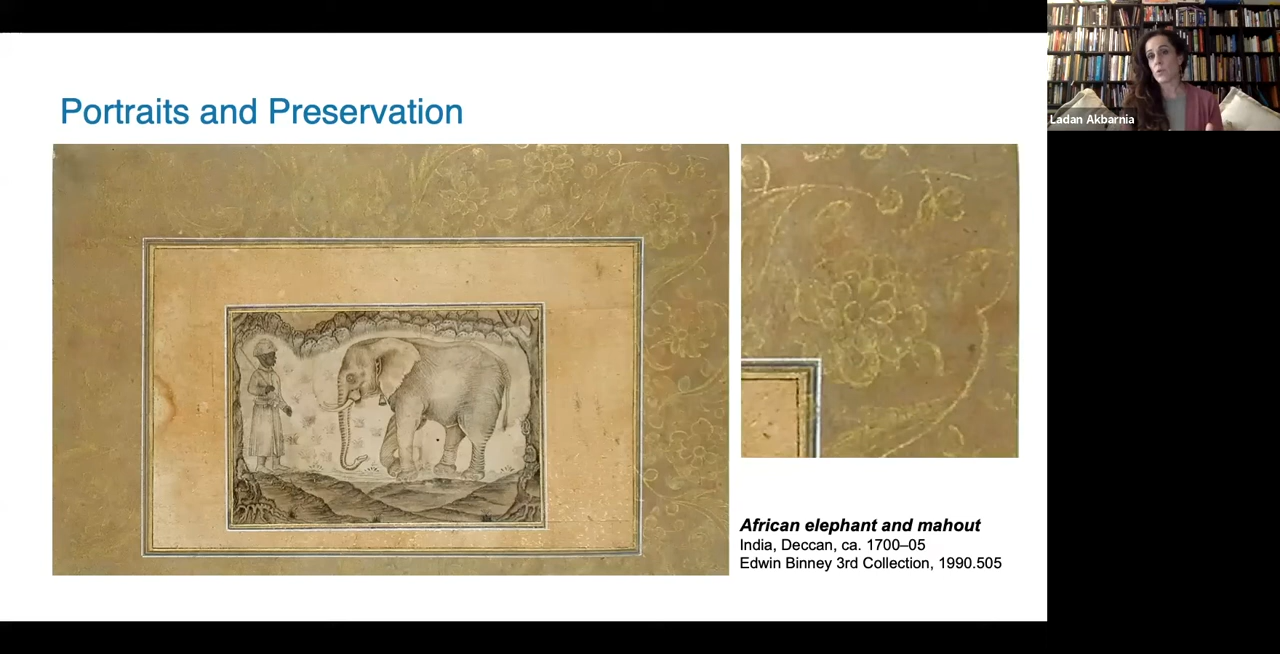 Portraits and Preservation
Ladan Akbarnia
African elephant and mahout
India, Deccan, ca. 1700–05
Edwin Binney 3rd Collection, 1990.505